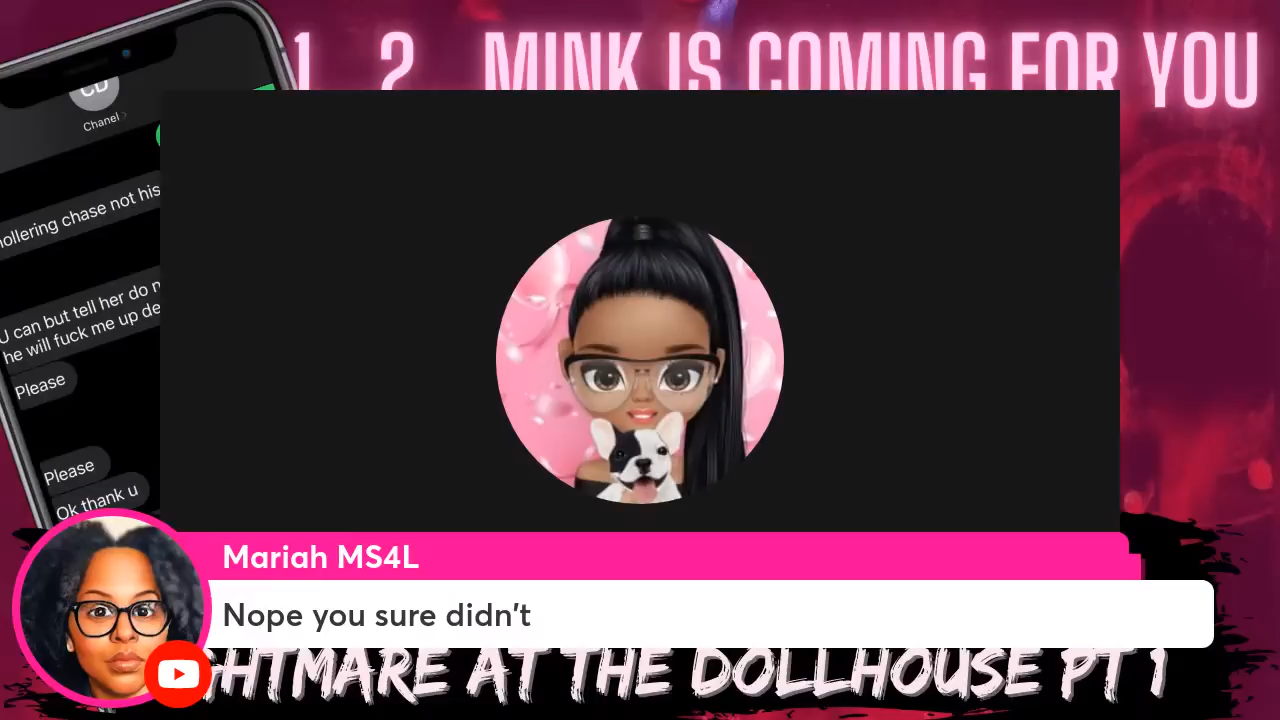 1 2 MINK IS COMING FOR YOU
Chanel
hollering chase not his
U can but tell her do
he will fuck me up
Please
Please
Ok thank u
Mariah MS4L
Nope you sure didn't
GHTMARE AT THE DOLLHOUSE PT 1